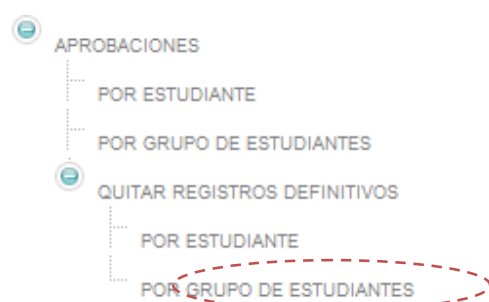 APROBACIONES
POR ESTUDIANTE
POR GRUPO DE ESTUDIANTES
QUITAR REGISTROS DEFINITIVOS
POR ESTUDIANTE
POR GRUPO DE ESTUDIANTES